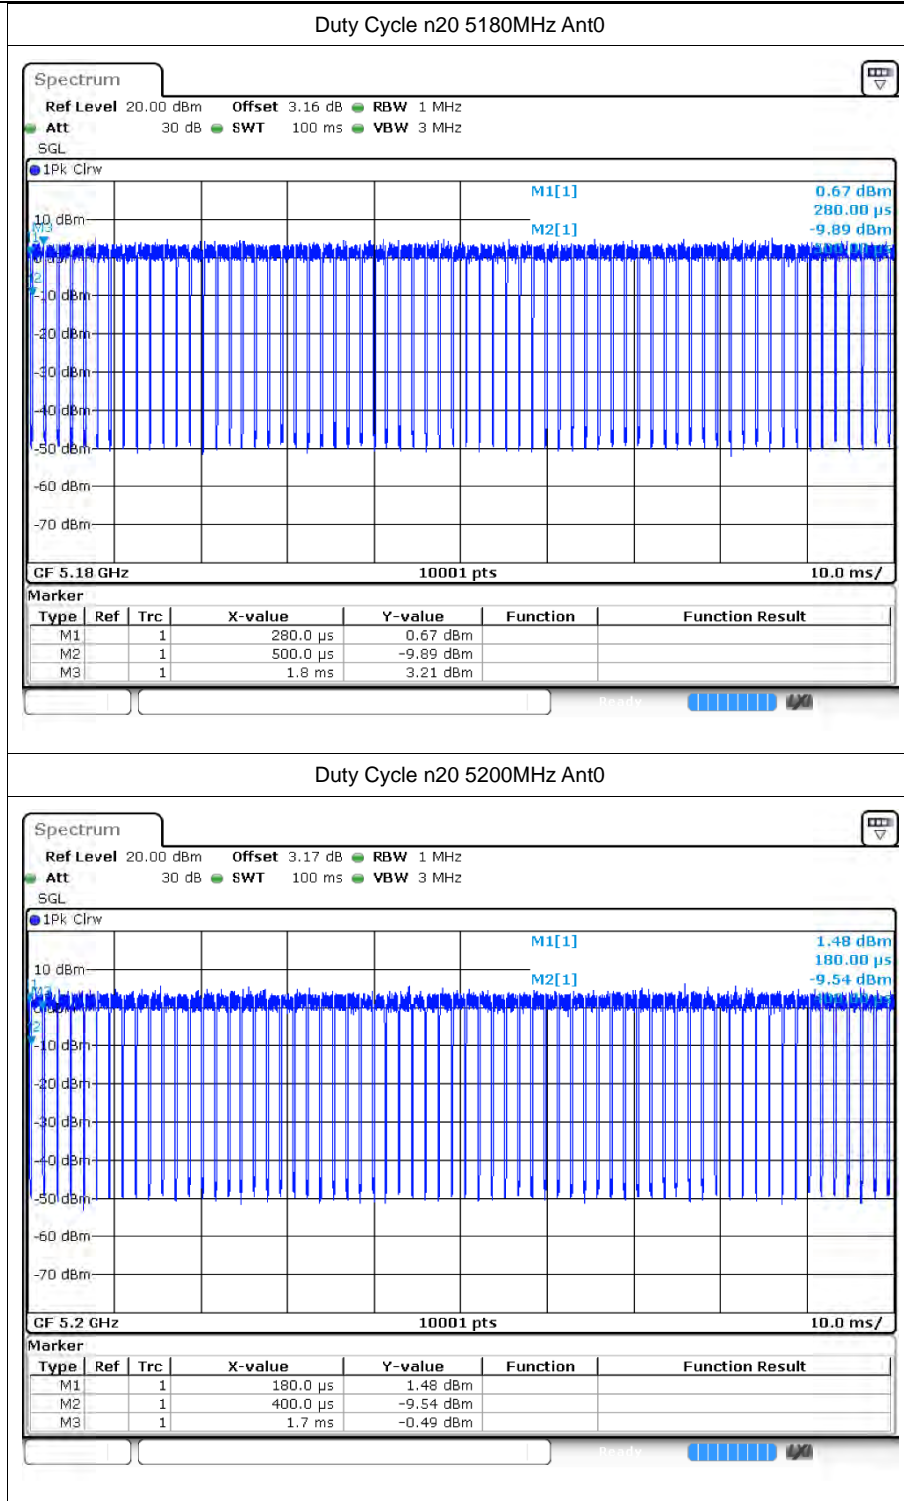 Duty Cycle n20 5180MHz Ant0
Spectrum
Ref Level 20.00 dBm Offset 3.16 dB RBW 1 MHz
Att 30 dB SWT 100 ms VBW 3 MHz
SGL
1Pk Clrw
M1[1] 0.67 dBm
280.00 µs
10 dBm
M2[1] -9.89 dBm
M3
1
2
-10 dBm
-20 dBm
-30 dBm
-40 dBm
-50 dBm
-60 dBm
-70 dBm
CF 5.18 GHz 10001 pts 10.0 ms/
Marker
Type Ref Trc X-value Y-value Function Function Result
M1 1 280.0 µs 0.67 dBm
M2 1 500.0 µs -9.89 dBm
M3 1 1.8 ms 3.21 dBm
Ready LXI
Duty Cycle n20 5200MHz Ant0
Spectrum
Ref Level 20.00 dBm Offset 3.17 dB RBW 1 MHz
Att 30 dB SWT 100 ms VBW 3 MHz
SGL
1Pk Clrw
M1[1] 1.48 dBm
180.00 µs
10 dBm
M2[1] -9.54 dBm
1
M3
2
-10 dBm
-20 dBm
-30 dBm
-40 dBm
-50 dBm
-60 dBm
-70 dBm
CF 5.2 GHz 10001 pts 10.0 ms/
Marker
Type Ref Trc X-value Y-value Function Function Result
M1 1 180.0 µs 1.48 dBm
M2 1 400.0 µs -9.54 dBm
M3 1 1.7 ms -0.49 dBm
Ready LXI